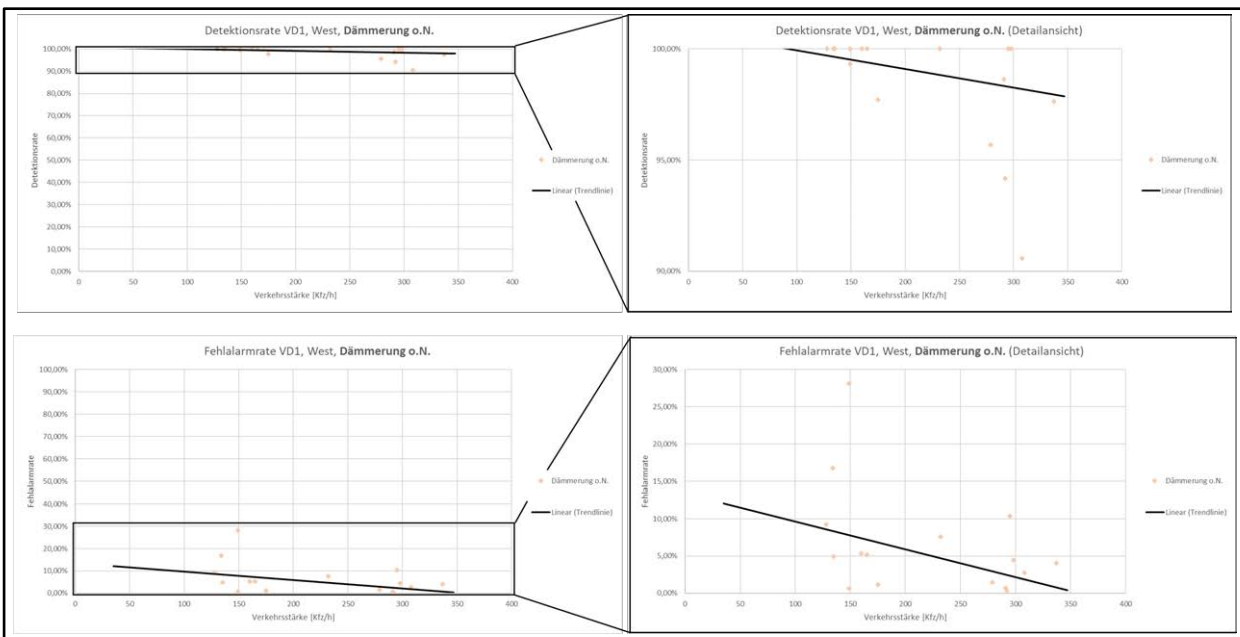 Detektionsrate VD1, West, Dämmerung o.N.
100,00%
90,00%
80,00%
70,00%
60,00%
50,00%
40,00%
30,00%
20,00%
10,00%
0,00%
Detektionsrate
0 50 100 150 200 250 300 350 400
Verkehrsstärke [Kfz/h]
Dämmerung o.N.
Linear (Trendlinie)
Detektionsrate VD1, West, Dämmerung o.N. (Detailansicht)
100,00%
95,00%
90,00%
Detektionsrate
0 50 100 150 200 250 300 350 400
Verkehrsstärke [Kfz/h]
Dämmerung o.N.
Linear (Trendlinie)
Fehlalarmrate VD1, West, Dämmerung o.N.
100,00%
90,00%
80,00%
70,00%
60,00%
50,00%
40,00%
30,00%
20,00%
10,00%
0,00%
Fehlalarmrate
0 50 100 150 200 250 300 350 400
Verkehrsstärke [Kfz/h]
Dämmerung o.N.
Linear (Trendlinie)
Fehlalarmrate VD1, West, Dämmerung o.N. (Detailansicht)
30,00%
25,00%
20,00%
15,00%
10,00%
5,00%
0,00%
Fehlalarmrate
0 50 100 150 200 250 300 350 400
Verkehrsstärke [Kfz/h]
Dämmerung o.N.
Linear (Trendlinie)